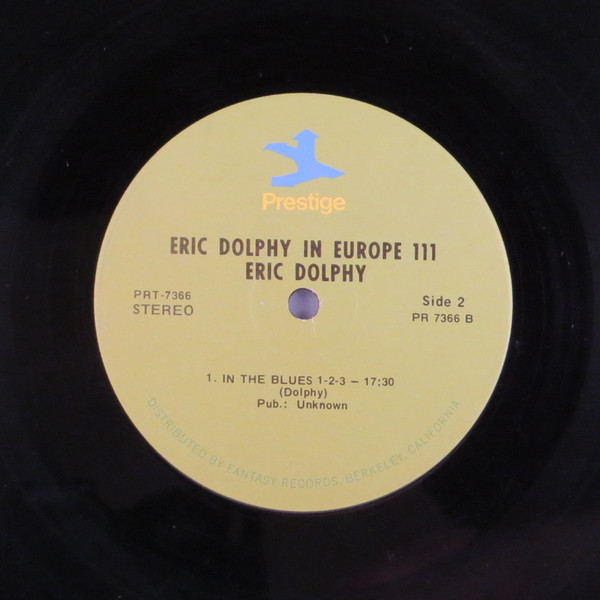 Prestige
ERIC DOLPHY IN EUROPE 111
ERIC DOLPHY
PRT-7366
STEREO
Side 2
PR 7366 B
1. IN THE BLUES 1-2-3 — 17:30
(Dolphy)
Pub.: Unknown
DISTRIBUTED BY FANTASY RECORDS, BERKELEY, CALIFORNIA